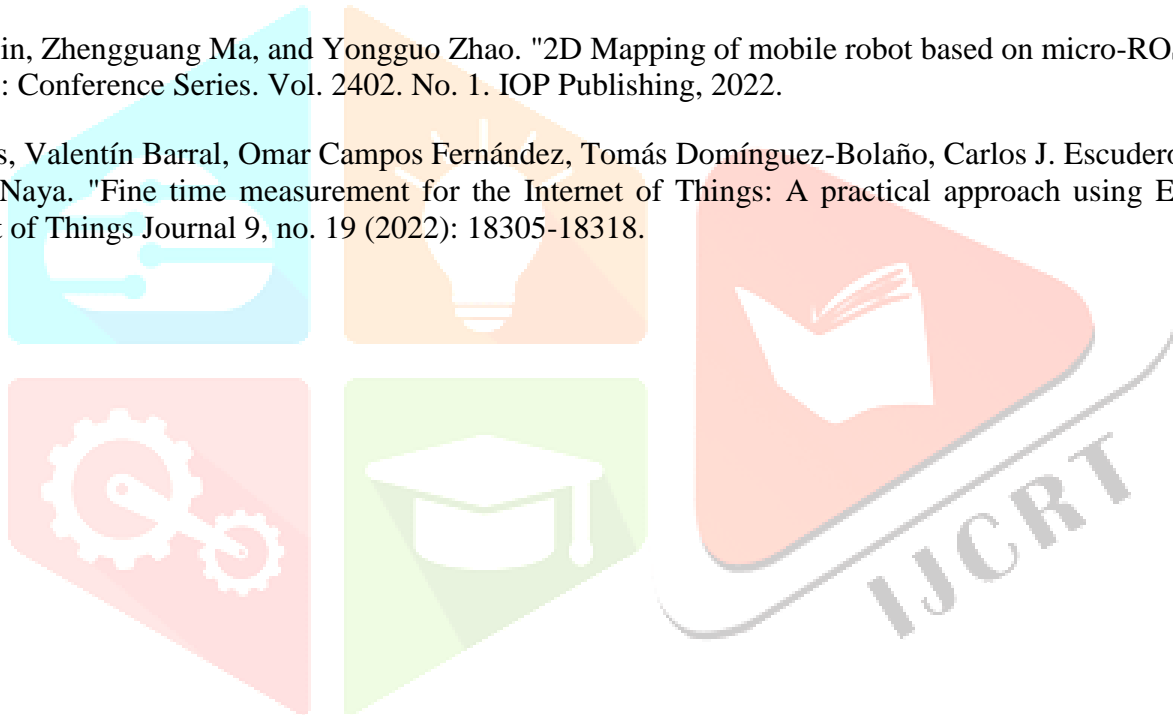 in, Zhengguang Ma, and Yongguo Zhao. "2D Mapping of mobile robot based on micro-RO
: Conference Series. Vol. 2402. No. 1. IOP Publishing, 2022.
s, Valentín Barral, Omar Campos Fernández, Tomás Domínguez-Bolaño, Carlos J. Escudero
Naya. "Fine time measurement for the Internet of Things: A practical approach using E
t of Things Journal 9, no. 19 (2022): 18305-18318.
IJCRT